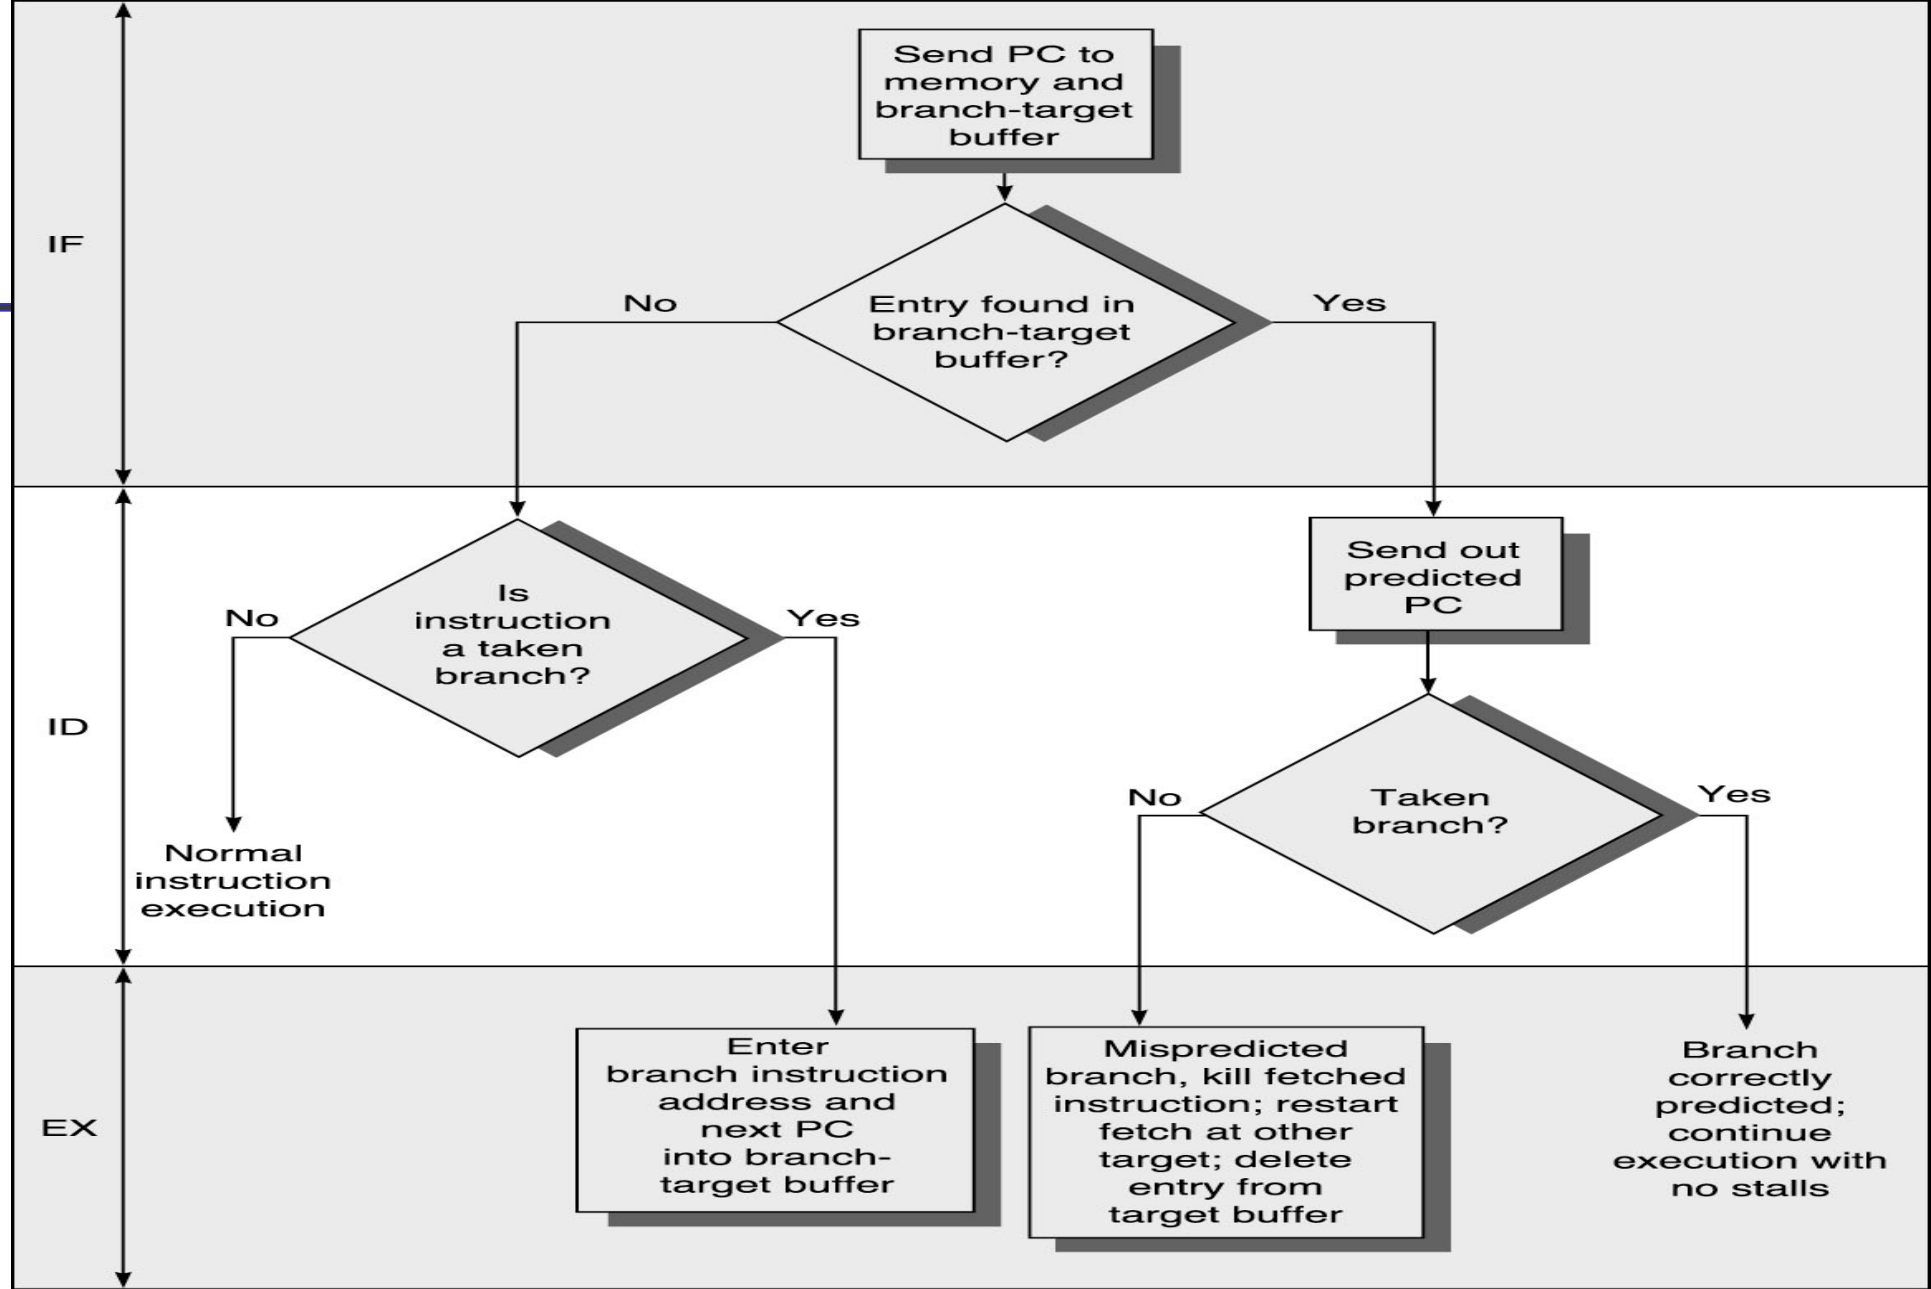 Send PC to
memory and
branch-target
buffer
IF
No
Entry found in
branch-target
buffer?
Yes
ID
No
Is
instruction
a taken
branch?
Yes
Send out
predicted
PC
No
Taken
branch?
Yes
Normal
instruction
execution
EX
Enter
branch instruction
address and
next PC
into branch-
target buffer
Mispredicted
branch, kill fetched
instruction; restart
fetch at other
target; delete
entry from
target buffer
Branch
correctly
predicted;
continue
execution with
no stalls